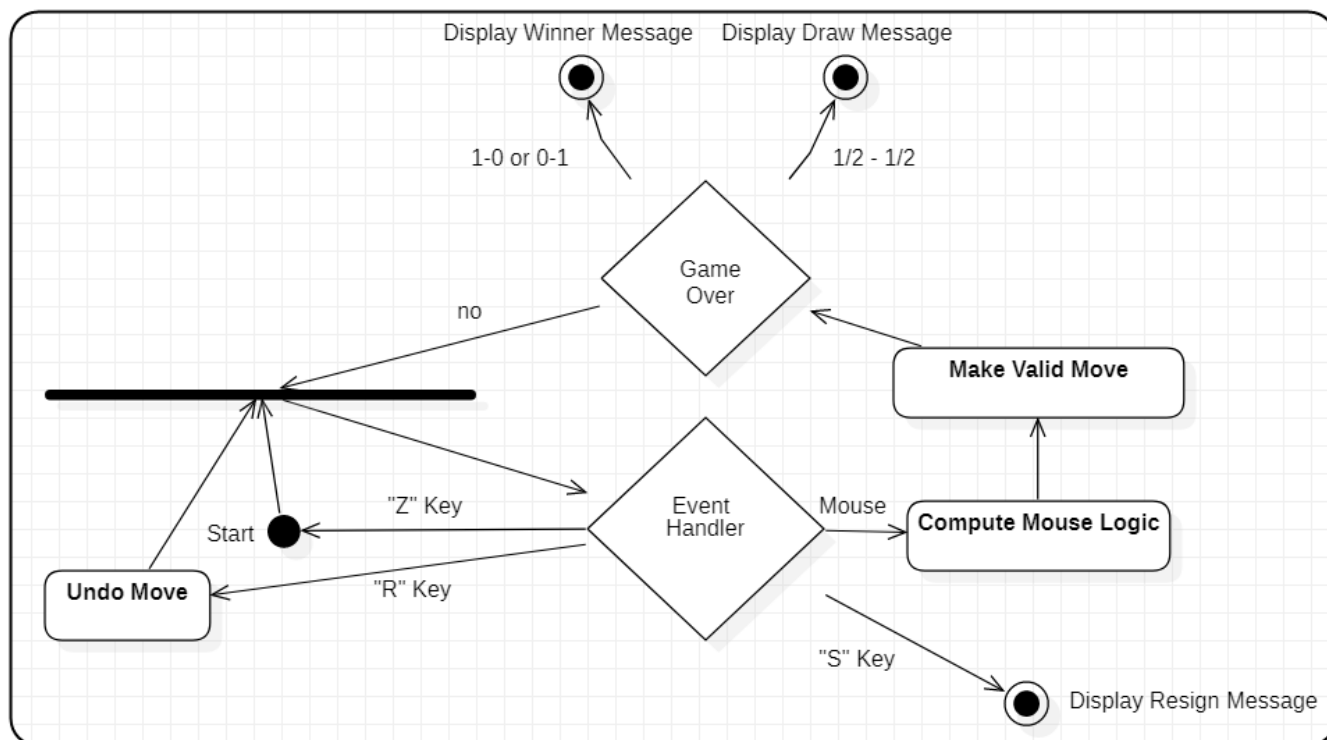 Display Winner Message
Display Draw Message
1-0 or 0-1
1/2 - 1/2
Game
Over
no
Make Valid Move
"Z" Key
Event
Handler
Mouse
Compute Mouse Logic
Start
Undo Move
"R" Key
"S" Key
Display Resign Message